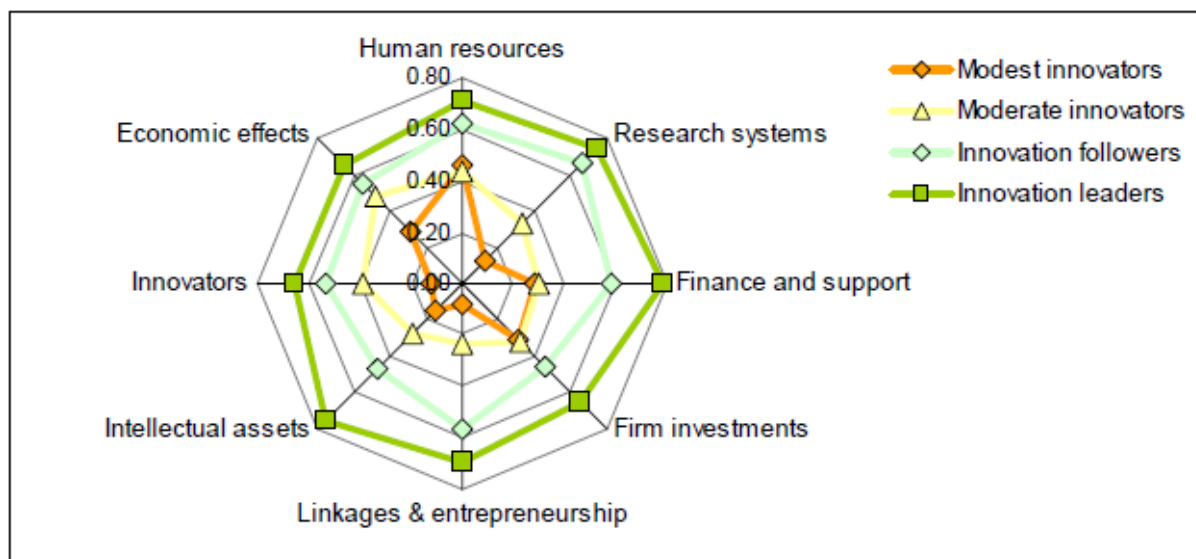 Human resources
0.80
0.60
0.40
0.20
0.00
Research systems
Finance and support
Firm investments
Linkages & entrepreneurship
Intellectual assets
Innovators
Economic effects
Modest innovators
Moderate innovators
Innovation followers
Innovation leaders